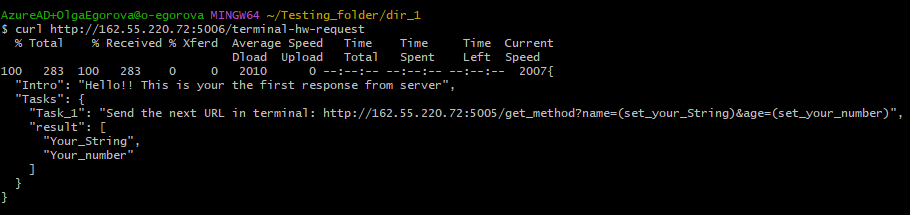 AzureAD+OlgaEgorova@o-egorova MINGW64 ~/Testing_folder/dir_1
$ curl http://162.55.220.72:5006/terminal-hw-request
  % Total    % Received % Xferd  Average Speed   Time    Time     Time  Current
                                 Dload  Upload   Total   Spent    Left  Speed
100   283  100   283    0     0   2010      0 --:--:-- --:--:-- --:--:--  2007{
  "Intro": "Hello!! This is your the first response from server",
  "Tasks": {
    "Task_1": "Send the next URL in terminal: http://162.55.220.72:5005/get_method?name=(set_your_String)&age=(set_your_number)",
    "result": [
      "Your_String",
      "Your_number"
    ]
  }
}